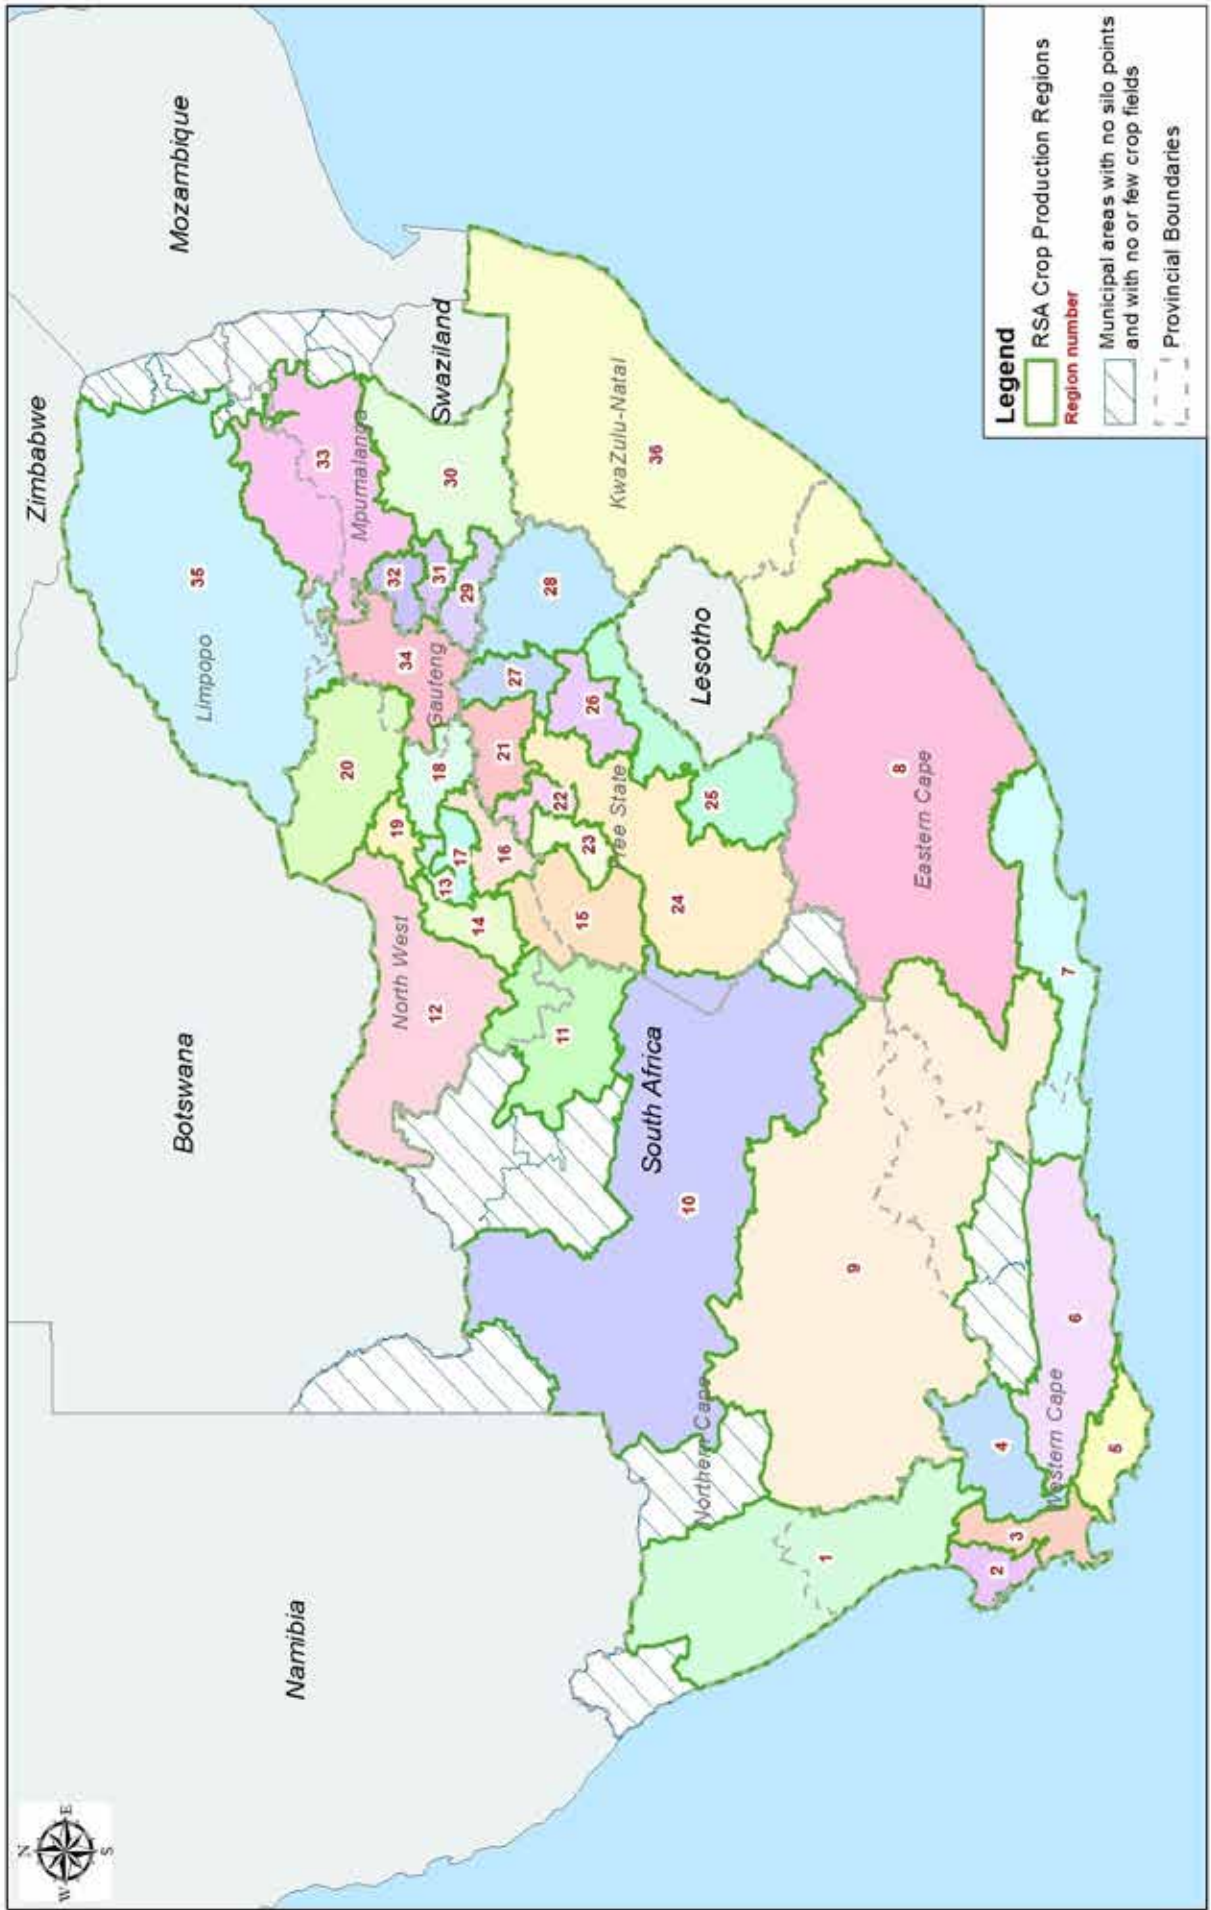 N
W
E
S
Namibia
Botswana
Zimbabwe
Mozambique
Swaziland
Lesotho
South Africa
Limpopo
Mpumalanga
North West
Gauteng
KwaZulu-Natal
Free State
Northern Cape
Eastern Cape
Western Cape
1
2
3
4
5
6
7
8
9
10
11
12
13
14
15
16
17
18
19
20
21
22
23
24
25
26
27
28
29
30
31
32
33
34
35
36
Legend
RSA Crop Production Regions
Region number
Municipal areas with no silo points
and with no or few crop fields
Provincial Boundaries